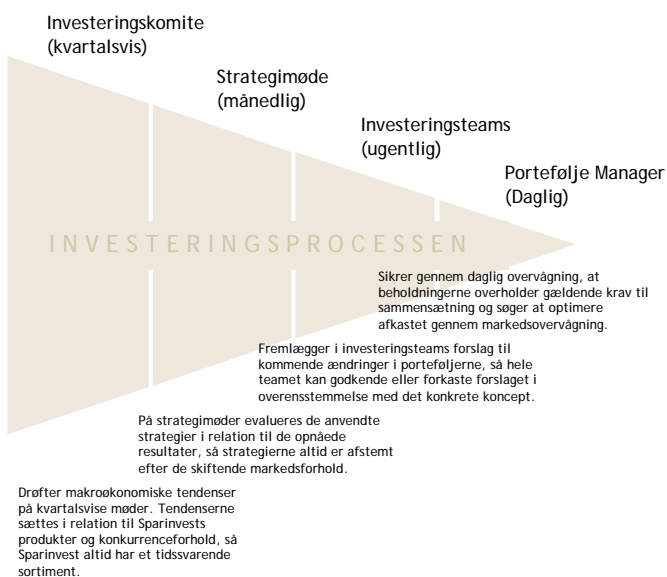 Investeringskomite
(kvartalsvis)
Strategimøde
(månedlig)
Investeringsteams
(ugentlig)
Portefølje Manager
(Daglig)
INVESTERINGSPROCESSEN
Sikrer gennem daglig overvågning, at
beholdningerne overholder gældende krav til
sammensætning og søger at optimere
afkastet gennem markedsovervågning.
Fremlægger i investeringsteams forslag til
kommende ændringer i porteføljerne, så hele
teamet kan godkende eller forkaste forslaget i
overensstemmelse med det konkrete koncept.
På strategimøder evalueres de anvendte
strategier i relation til de opnåede
resultater, så strategierne altid er afstemt
efter de skiftende markedsforhold.
Drøfter makroøkonomiske tendenser
på kvartalsvise møder. Tendenserne
sættes i relation til Sparinvests
produkter og konkurrenceforhold, så
Sparinvest altid har et tidssvarende
sortiment.